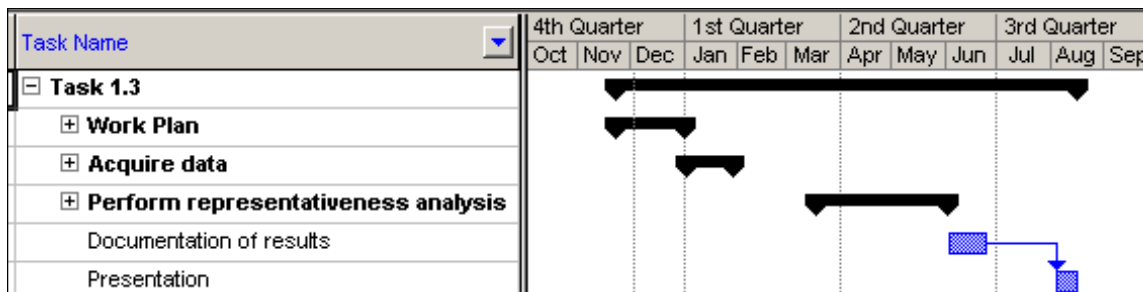 Task Name
4th Quarter 1st Quarter 2nd Quarter 3rd Quarter
Oct Nov Dec Jan Feb Mar Apr May Jun Jul Aug Sep
Task 1.3
Work Plan
Acquire data
Perform representativeness analysis
Documentation of results
Presentation